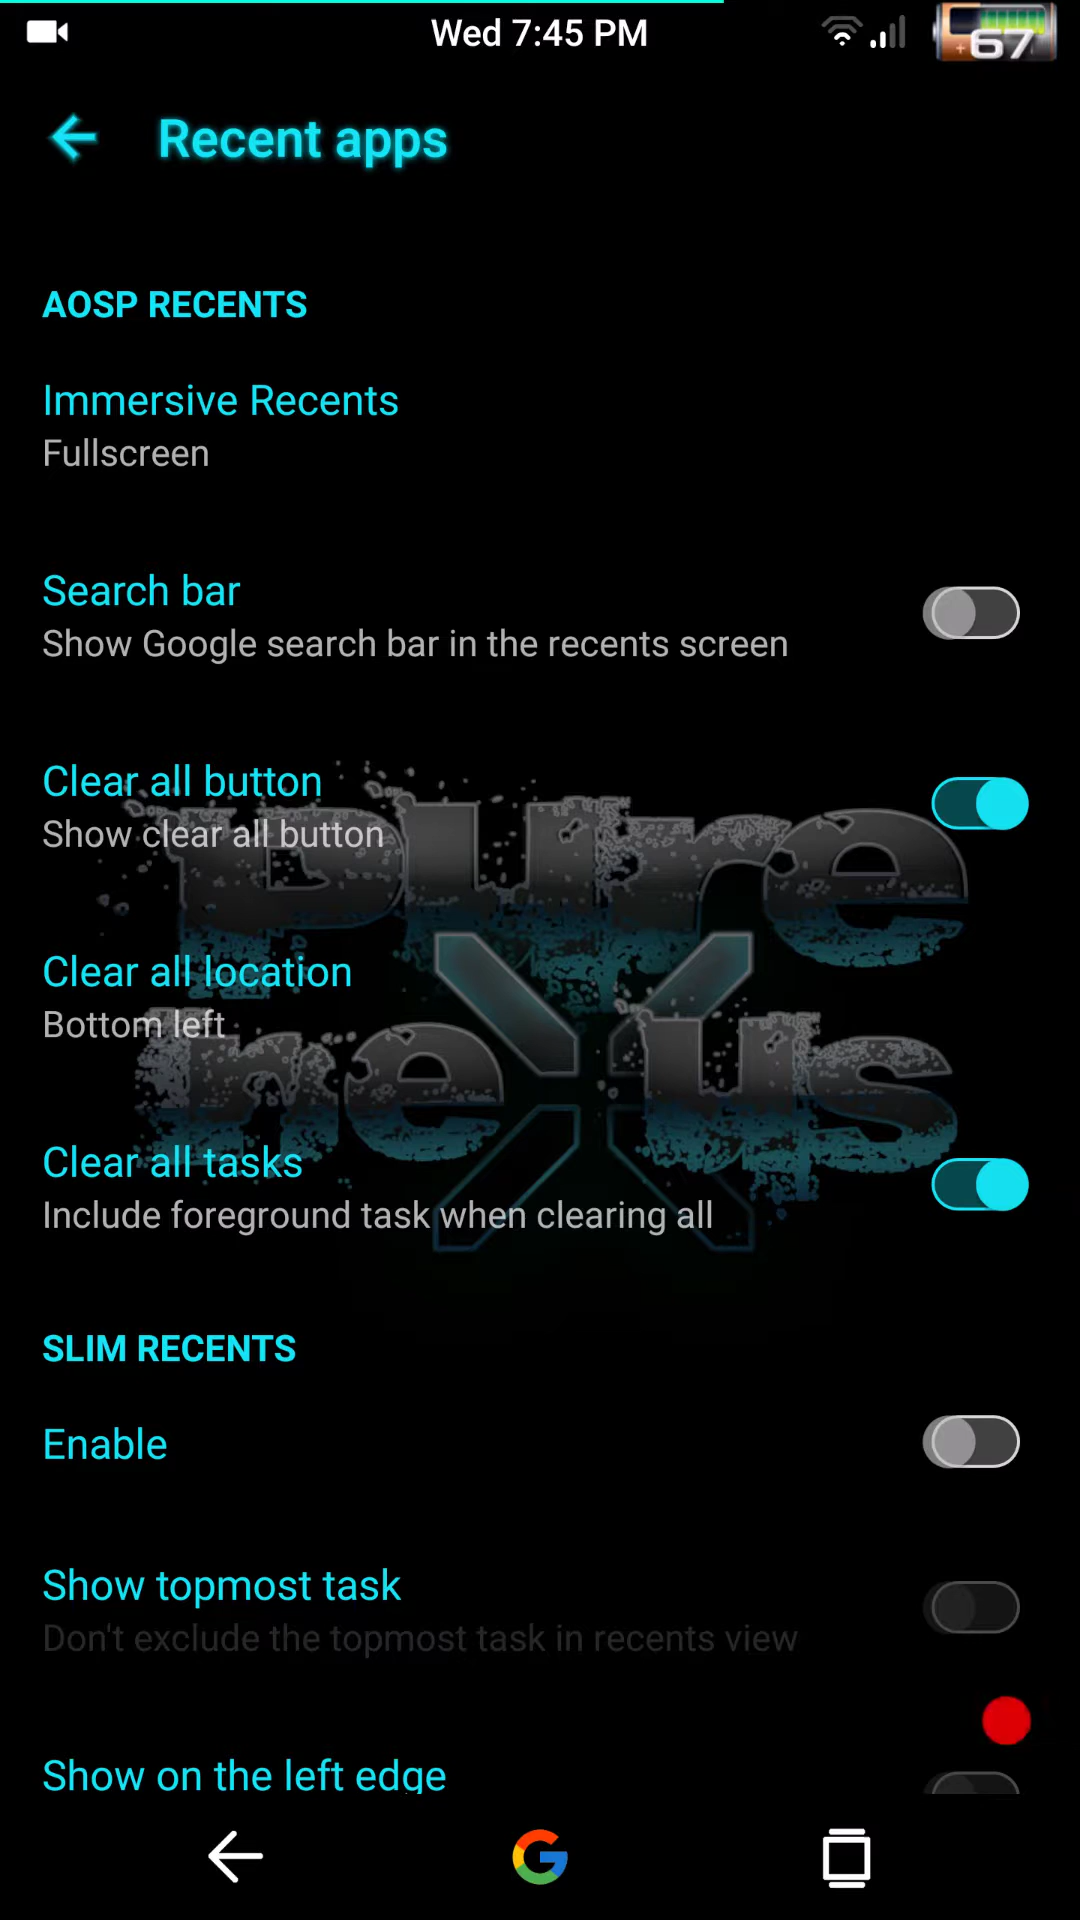 Wed 7:45 PM
67
Recent apps
AOSP RECENTS
Immersive Recents
Fullscreen
Search bar
Show Google search bar in the recents screen
Clear all button
Show clear all button
pure
Clear all location
Bottom left
nexus
Clear all tasks
Include foreground task when clearing all
SLIM RECENTS
Enable
Show topmost task
Don't exclude the topmost task in recents view
Show on the left edge
G